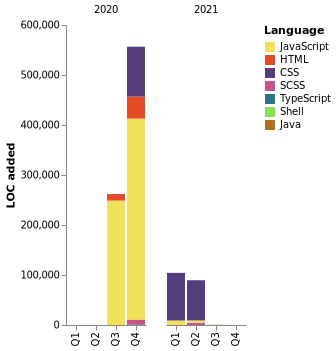 2020 2021
Language
JavaScript
HTML
CSS
SCSS
TypeScript
Shell
Java
LOC added
600,000
500,000
400,000
300,000
200,000
100,000
0
Q1 Q2 Q3 Q4 Q1 Q2 Q3 Q4